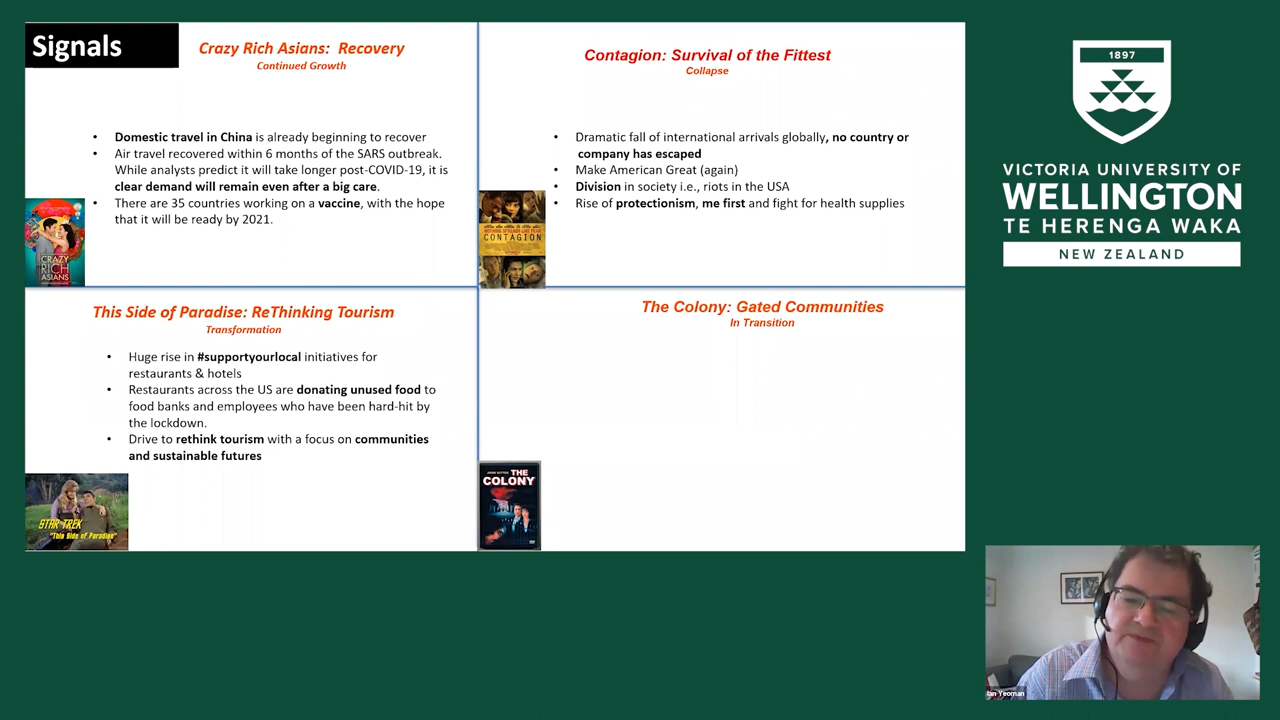 Signals
Crazy Rich Asians: Recovery
Continued Growth
• Domestic travel in China is already beginning to recover
• Air travel recovered within 6 months of the SARS outbreak.
While analysts predict it will take longer post-COVID-19, it is
clear demand will remain even after a big care.
• There are 35 countries working on a vaccine, with the hope
that it will be ready by 2021.
CRAZY
RICH
ASIANS
Contagion: Survival of the Fittest
Collapse
• Dramatic fall of international arrivals globally, no country or
company has escaped
• Make American Great (again)
• Division in society i.e., riots in the USA
• Rise of protectionism, me first and fight for health supplies
NOTHING SPREADS LIKE FEAR
CONTAGION
This Side of Paradise: ReThinking Tourism
Transformation
• Huge rise in #supportyourlocal initiatives for
restaurants & hotels
• Restaurants across the US are donating unused food to
food banks and employees who have been hard-hit by
the lockdown.
• Drive to rethink tourism with a focus on communities
and sustainable futures
STAR TREK
"This Side of Paradise"
The Colony: Gated Communities
In Transition
JOHN RITTER
THE
COLONY
1897
VICTORIA UNIVERSITY OF
WELLINGTON
TE HERENGA WAKA
NEW ZEALAND
Ian Yeoman